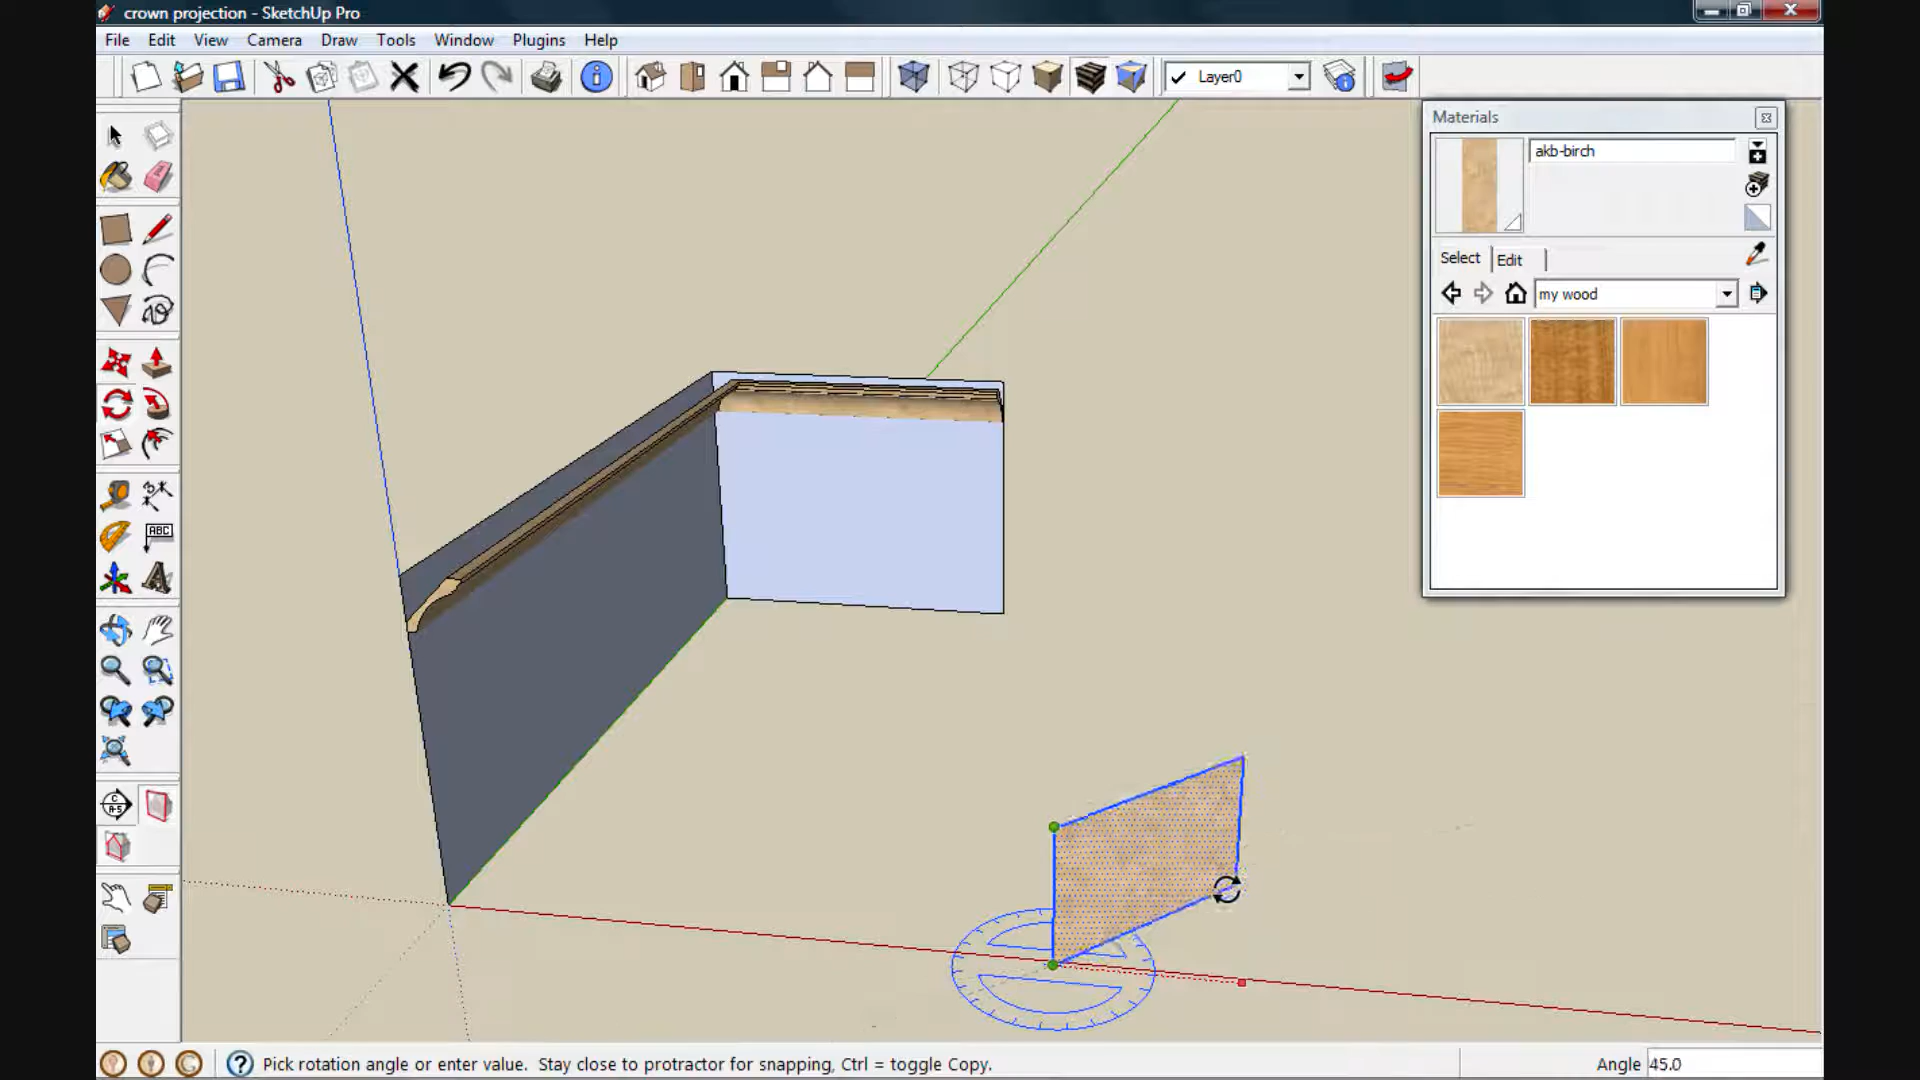 crown projection - SketchUp Pro
File Edit View Camera Draw Tools Window Plugins Help
Layer0
Materials
akb-birch
Select Edit
my wood
ABC
Pick rotation angle or enter value. Stay close to protractor for snapping, Ctrl = toggle Copy.
Angle 45.0